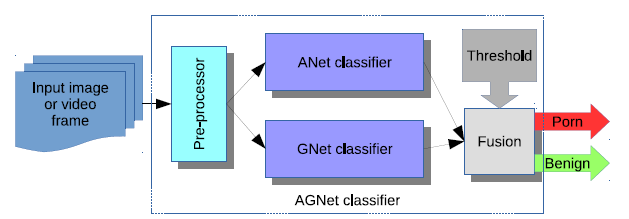 Input image
or video
frame
Pre-processor
ANet classifier
GNet classifier
Threshold
Fusion
Porn
Benign
AGNet classifier